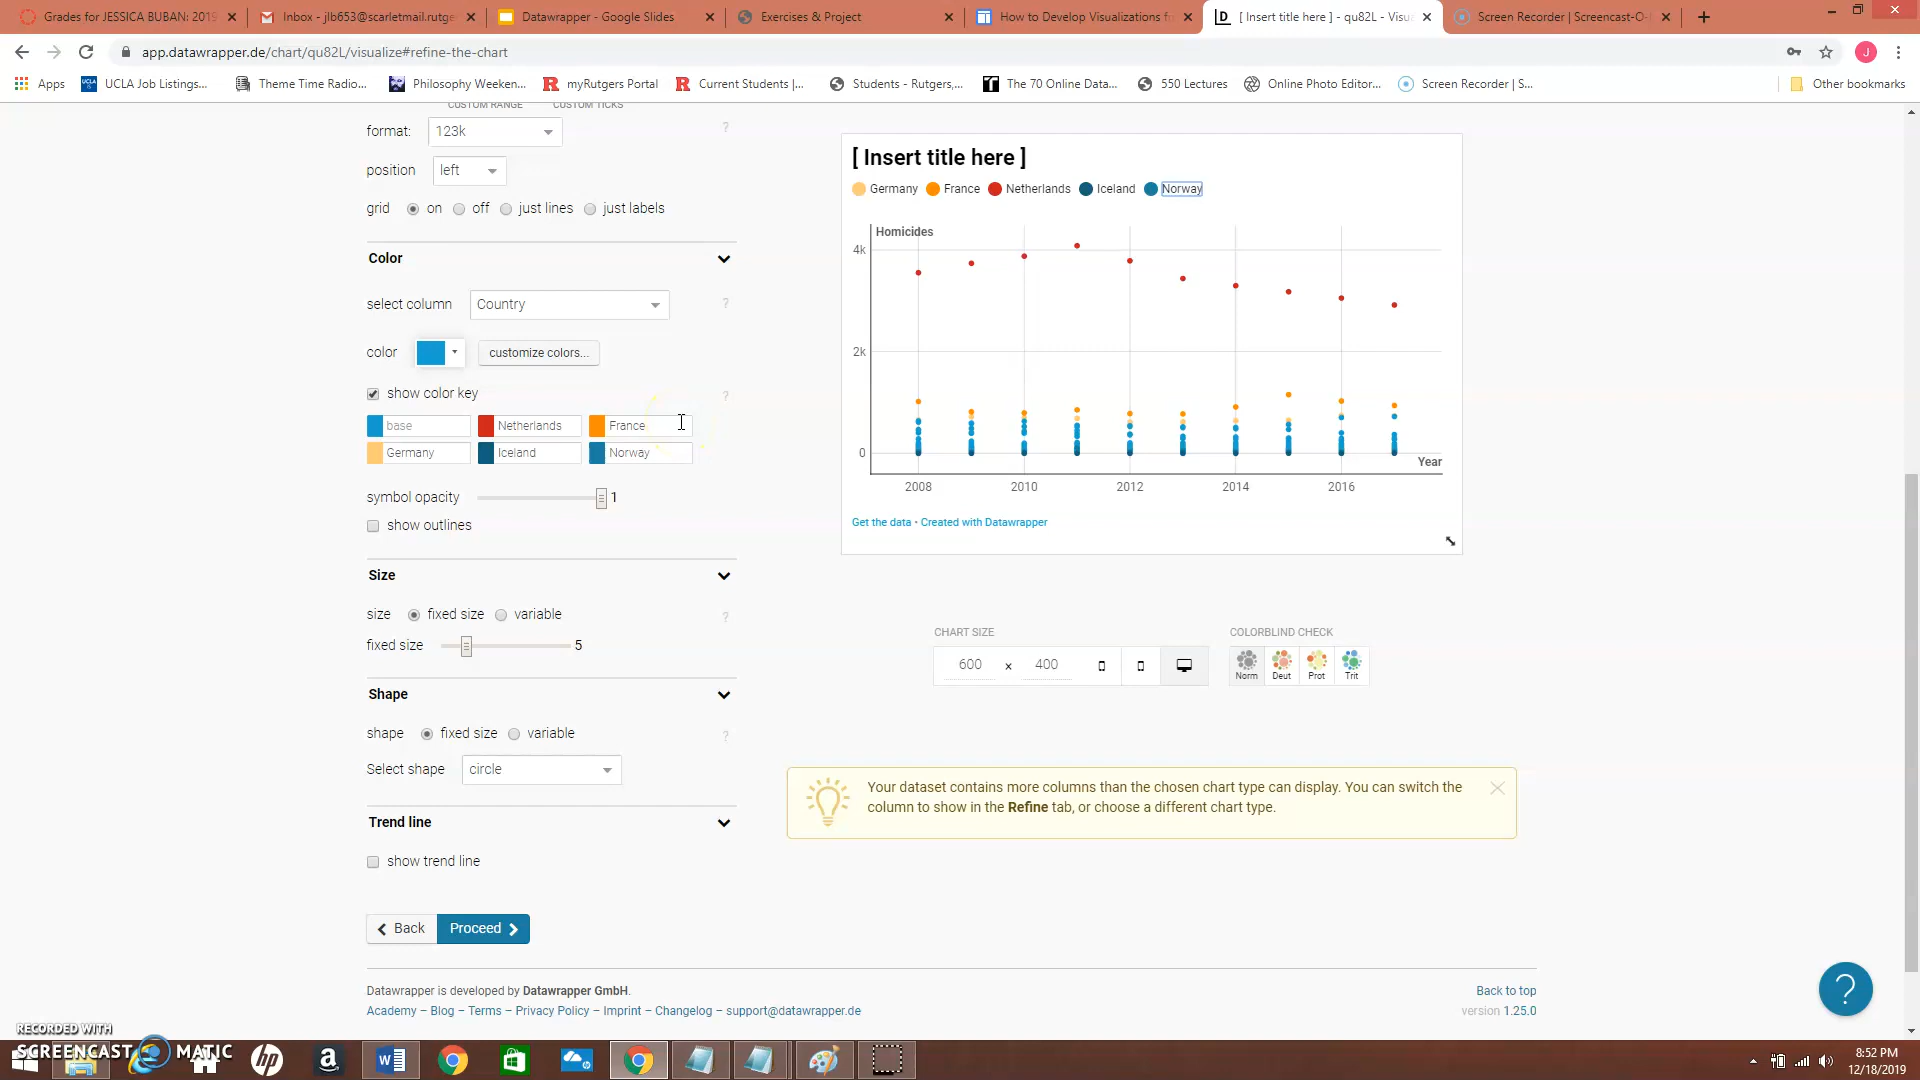 Grades for JESSICA BUBAN: 2019
Inbox - jlb653@scarletmail.rutge
Datawrapper - Google Slides
Exercises & Project
How to Develop Visualizations fr
[ Insert title here ] - qu82L - Visu
Screen Recorder | Screencast-O-
app.datawrapper.de/chart/qu82L/visualize#refine-the-chart
J
Apps
UCLA Job Listings...
Theme Time Radio...
Philosophy Weeken...
myRutgers Portal
Current Students |...
Students - Rutgers,...
The 70 Online Data...
550 Lectures
Online Photo Editor...
Screen Recorder | S...
Other bookmarks
CUSTOM RANGE CUSTOM TICKS
format: 123k ?
position left
grid on off just lines just labels
Color
select column Country ?
color customize colors...
show color key ?
base Netherlands France
Germany Iceland Norway
symbol opacity 1
show outlines
Size
size fixed size variable ?
fixed size 5
Shape
shape fixed size variable ?
Select shape circle
Trend line
show trend line
Back Proceed
[ Insert title here ]
Germany France Netherlands Iceland Norway
Homicides
4k
2k
0
Year
2008 2010 2012 2014 2016
Get the data • Created with Datawrapper
CHART SIZE
600 x 400
COLORBLIND CHECK
Norm Deut Prot Trit
Your dataset contains more columns than the chosen chart type can display. You can switch the
column to show in the Refine tab, or choose a different chart type.
?
Datawrapper is developed by Datawrapper GmbH.
Academy – Blog – Terms – Privacy Policy – Imprint – Changelog – support@datawrapper.de
Back to top
version 1.25.0
RECORDED WITH
SCREENCAST MATIC
8:52 PM
12/18/2019